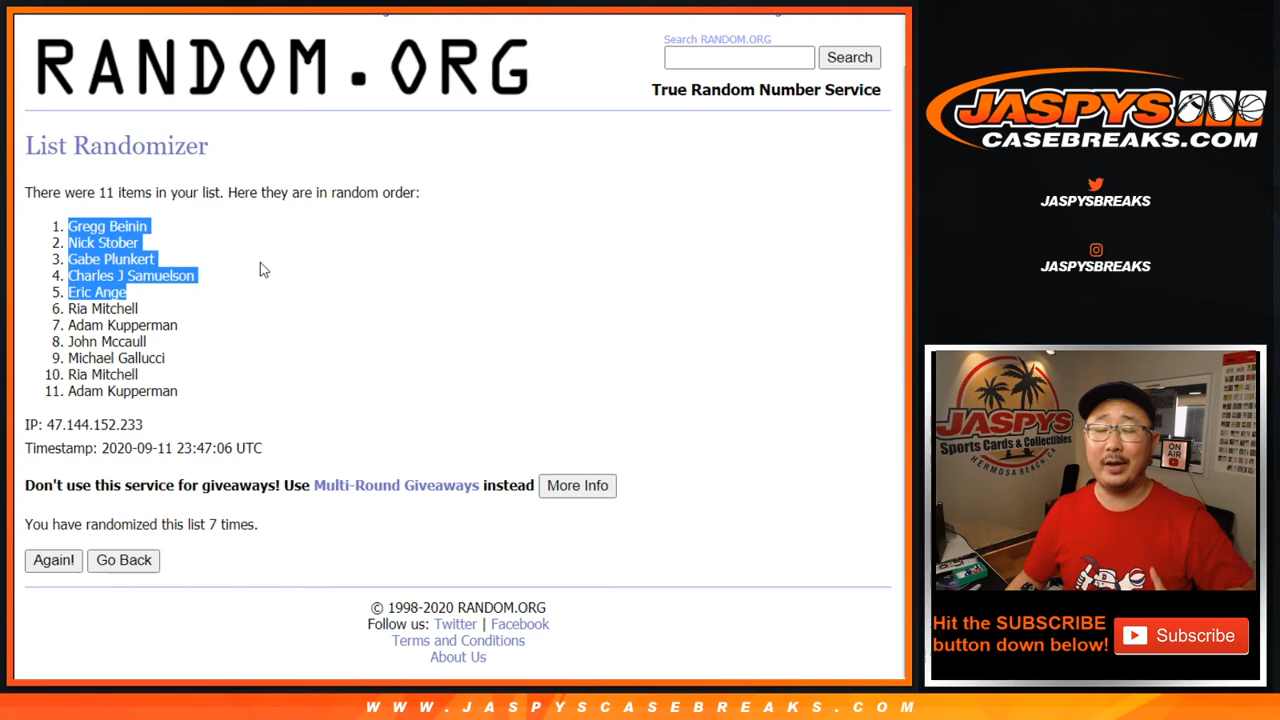 RANDOM.ORG
Search RANDOM.ORG
Search
True Random Number Service
List Randomizer
There were 11 items in your list. Here they are in random order:
1. Gregg Beinin
2. Nick Stober
3. Gabe Plunkert
4. Charles J Samuelson
5. Eric Ange
6. Ria Mitchell
7. Adam Kupperman
8. John Mccaull
9. Michael Gallucci
10. Ria Mitchell
11. Adam Kupperman
IP: 47.144.152.233
Timestamp: 2020-09-11 23:47:06 UTC
Don't use this service for giveaways! Use Multi-Round Giveaways instead More Info
You have randomized this list 7 times.
Again! Go Back
© 1998-2020 RANDOM.ORG
Follow us: Twitter | Facebook
Terms and Conditions
About Us
JASPYS
CASEBREAKS.COM
JASPYSBREAKS
JASPYSBREAKS
JASPYS
Sports Cards & Collectibles
HERMOSA BEACH, CA
ON
AIR
Hit the SUBSCRIBE
button down below!
Subscribe
WWW.JASPYSCASEBREAKS.COM